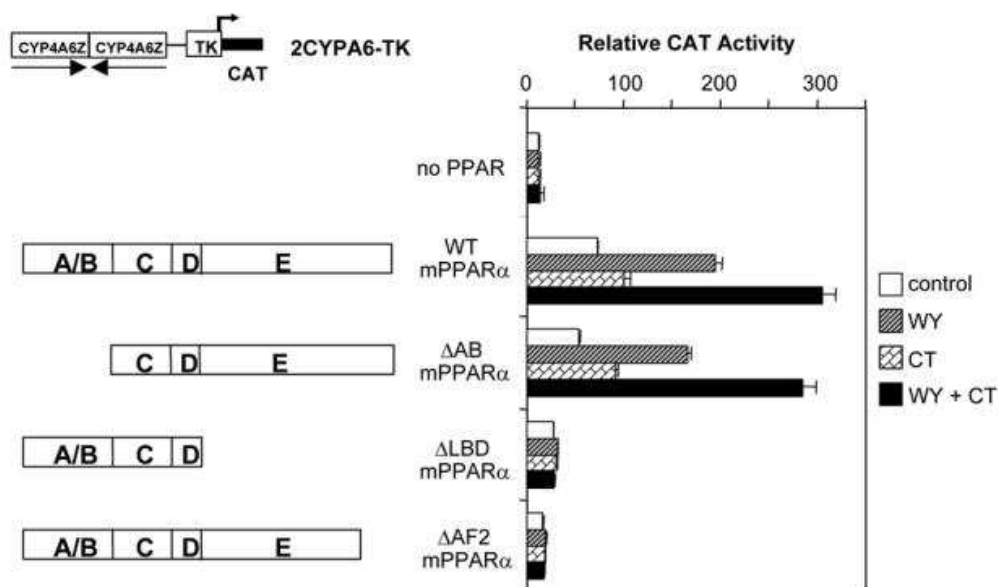 CYP4A6Z CYP4A6Z TK 2CYPA6-TK
CAT
Relative CAT Activity
0 100 200 300
no PPAR
A/B C D E WT
mPPARα
C D E ΔAB
mPPARα
A/B C D ΔLBD
mPPARα
A/B C D E ΔAF2
mPPARα
control
WY
CT
WY + CT